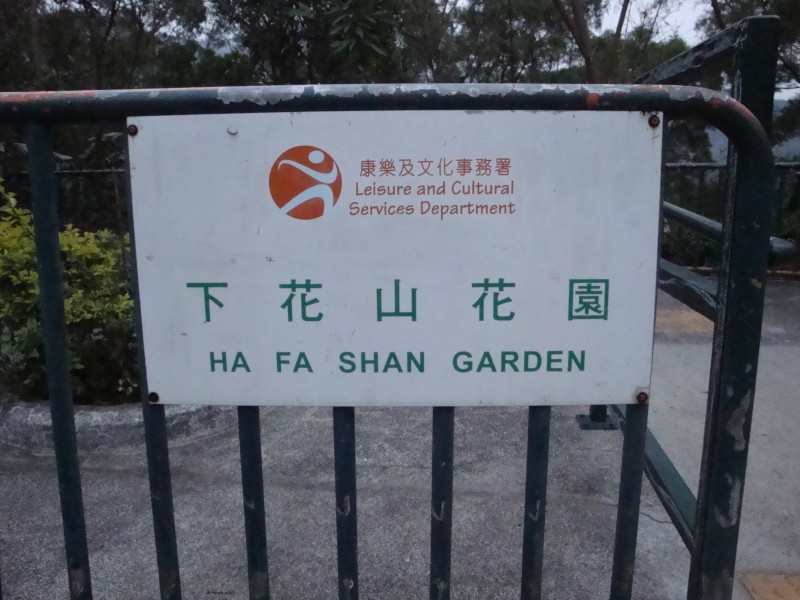 康樂及文化事務署
Leisure and Cultural
Services Department
下花山花園
HA FA SHAN GARDEN